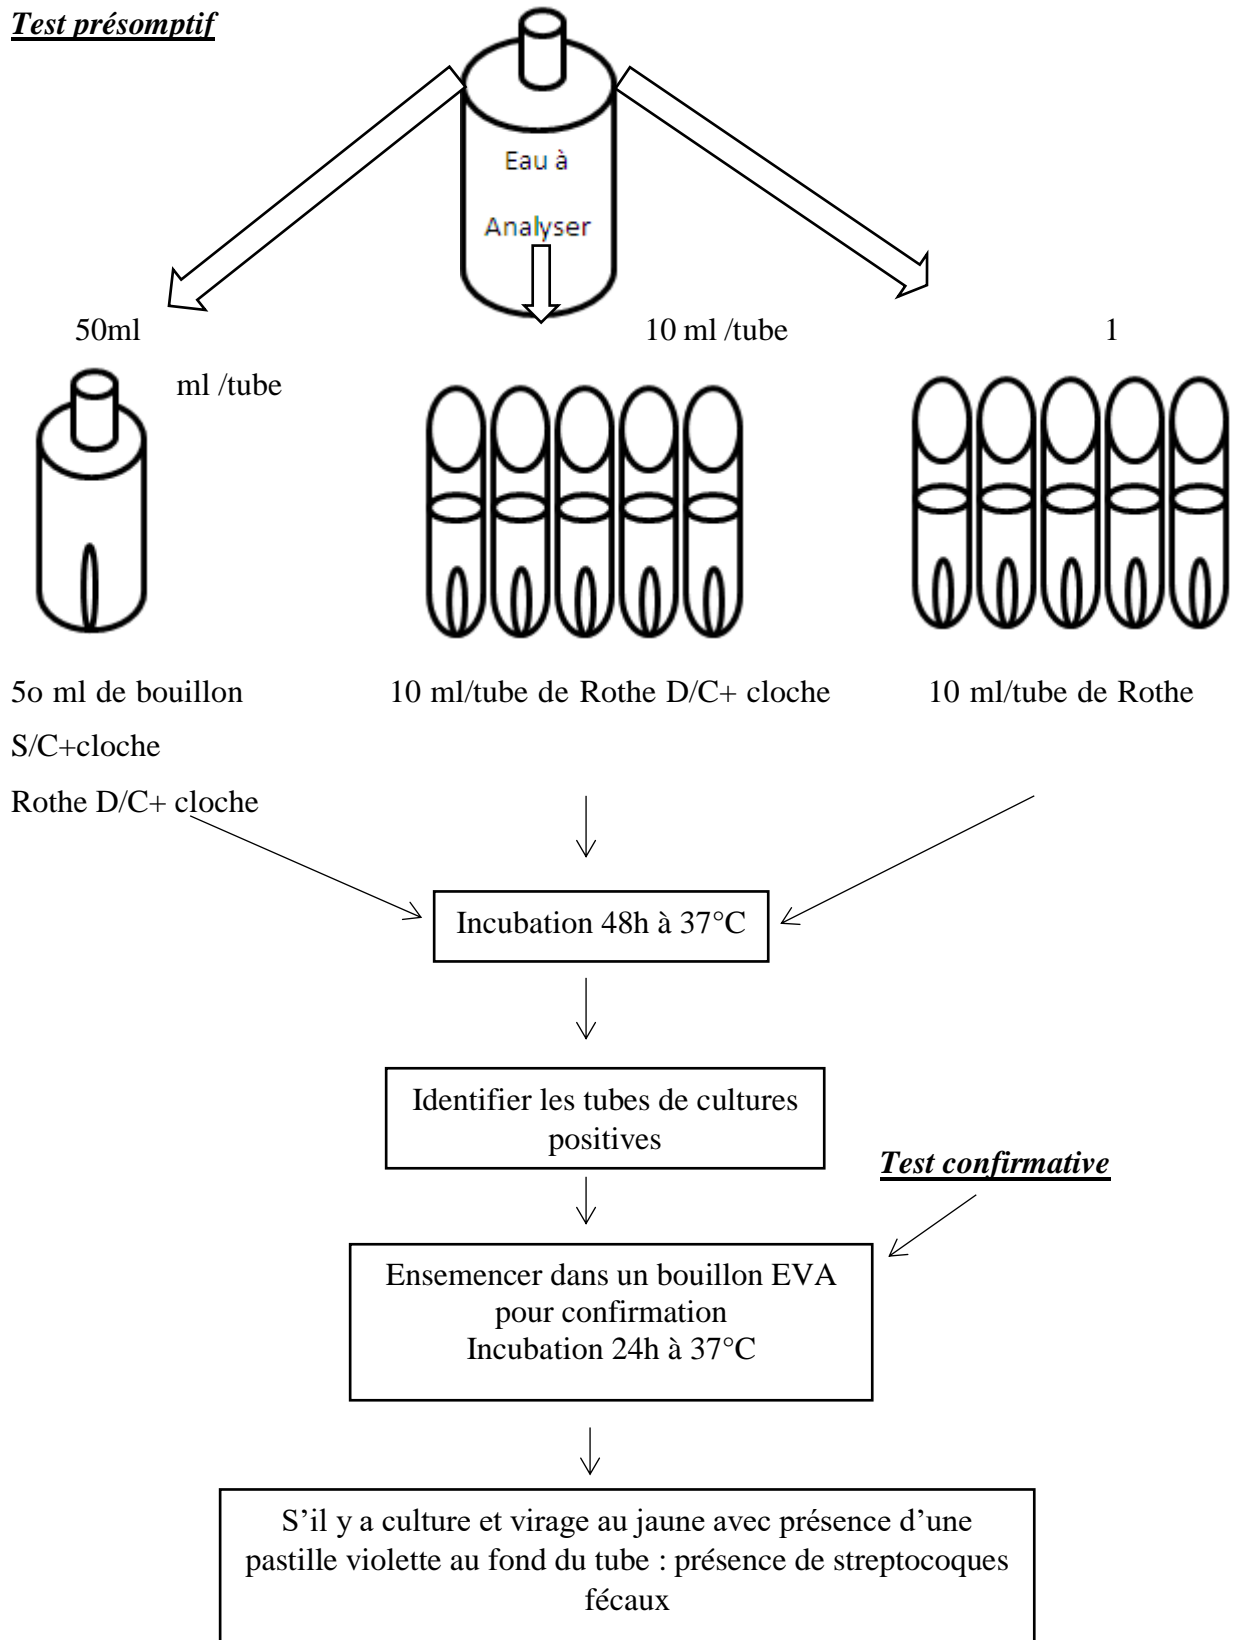 Test présomptif
Eau à
Analyser
50ml 10 ml /tube 1
ml /tube
5o ml de bouillon 10 ml/tube de Rothe D/C+ cloche 10 ml/tube de Rothe
S/C+cloche
Rothe D/C+ cloche
Incubation 48h à 37°C
Identifier les tubes de cultures
positives
Test confirmative
Ensemencer dans un bouillon EVA
pour confirmation
Incubation 24h à 37°C
S’il y a culture et virage au jaune avec présence d’une
pastille violette au fond du tube : présence de streptocoques
fécaux